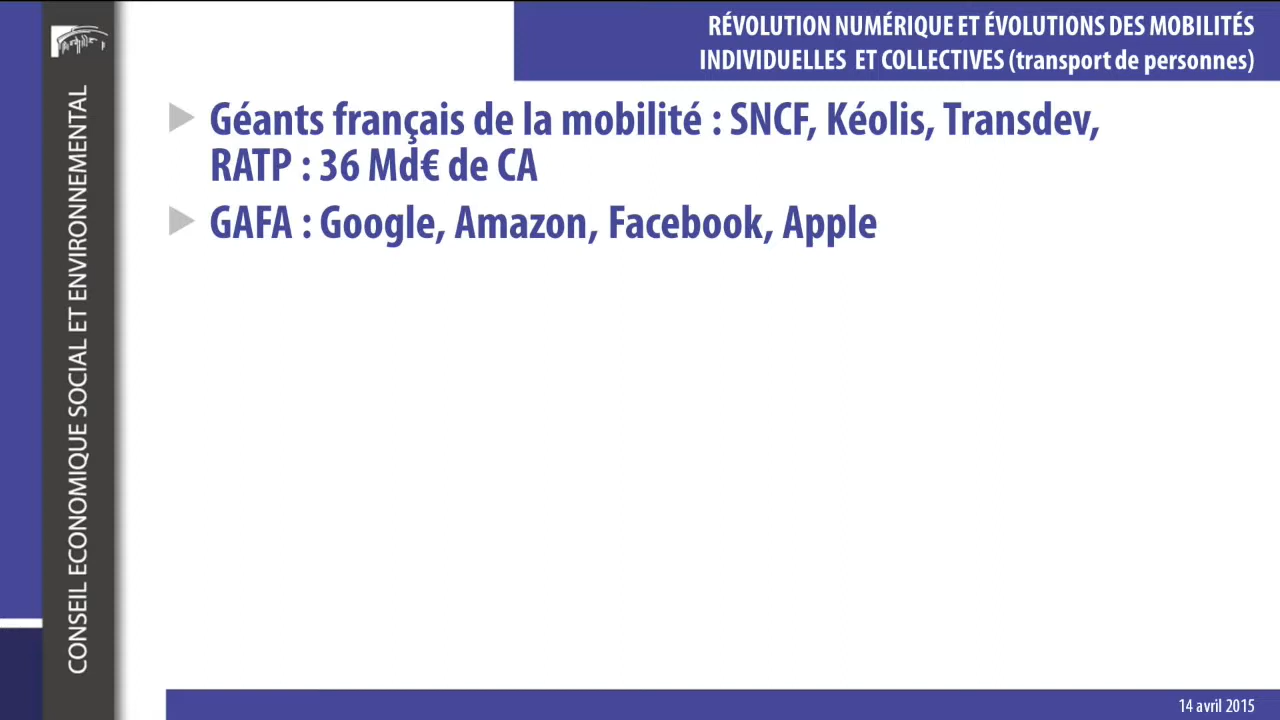 RÉVOLUTION NUMÉRIQUE ET ÉVOLUTIONS DES MOBILITÉS
INDIVIDUELLES ET COLLECTIVES (transport de personnes)
CONSEIL ECONOMIQUE SOCIAL ET ENVIRONNEMENTAL
Géants français de la mobilité : SNCF, Kéolis, Transdev,
RATP : 36 Md€ de CA
GAFA : Google, Amazon, Facebook, Apple
14 avril 2015